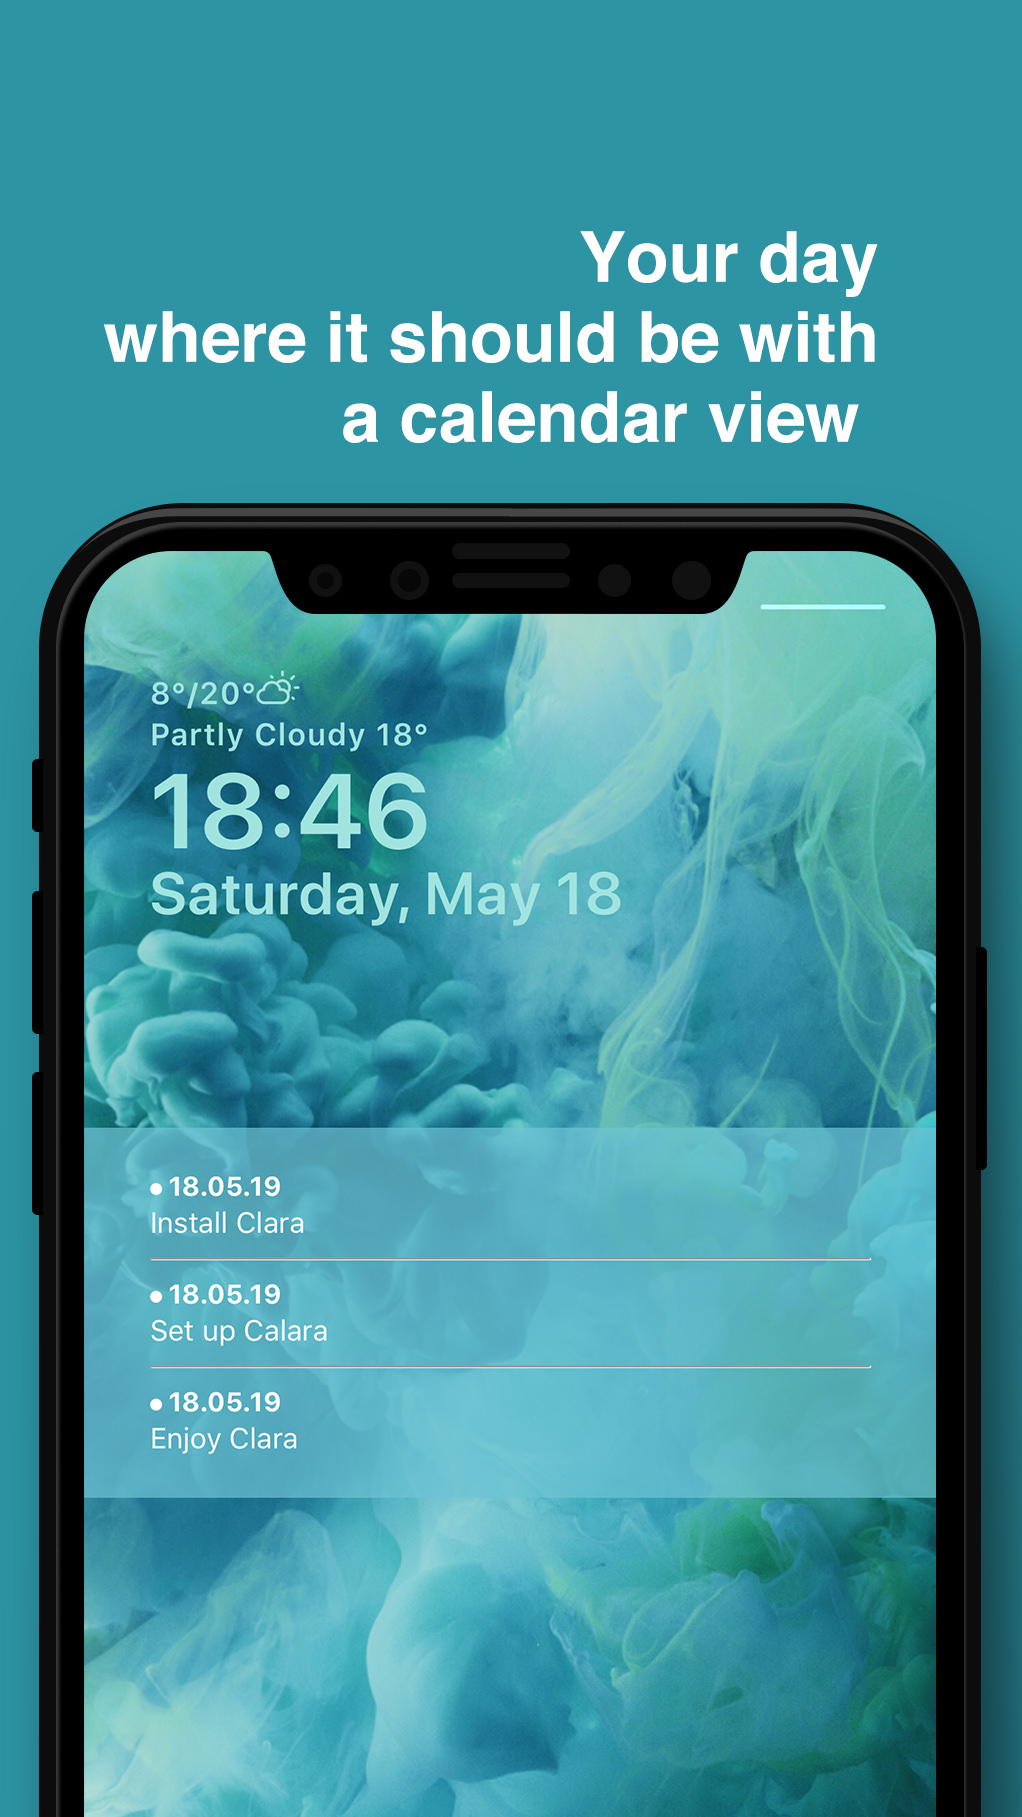 Your day
where it should be with
a calendar view
8°/20°
Partly Cloudy 18°
18:46
Saturday, May 18
18.05.19
Install Clara
18.05.19
Set up Calara
18.05.19
Enjoy Clara